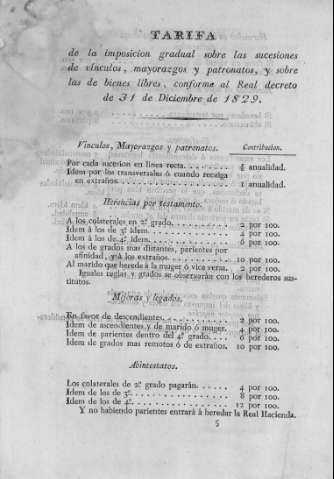 TARIFA
de la imposicion gradual sobre las sucesiones
de vínculos, mayorazgos y patronatos, y sobre
las de bienes libres, conforme al Real decreto
de 31 de Diciembre de 1829.
Vínculos, Mayorazgos y patronatos. Contribucion.
Por cada sucesion en linea recta. ........ ½ anualidad.
Idem por los transversales ó cuando recaiga
en extraños. ........ 1 anualidad.
Herencias por testamento.
A los colaterales en 2º grado. ........ 2 por 100.
Idem á los de 3º idem. ........ 4 por 100.
Idem á los de 4º idem. ........ 6 por 100.
A los de grados mas distantes, parientes por
afinidad, y á los extraños. ........ 10 por 100.
Al marido que herede á la muger ó vice versa. 2 por 100.
Iguales reglas y grados se observarán con los herederos sus-
titutos.
Mejoras y legados.
En favor de descendientes. ........ 2 por 100.
Idem de ascendientes y de marido ó muger. 4 por 100.
Idem de parientes dentro del 4º grado. .... 6 por 100.
Idem de grados mas remotos ó de extraños. 10 por 100.
Abintestatos.
Los colaterales de 2º grado pagarán. ...... 4 por 100.
Idem de los de 3º. ........ 8 por 100.
Idem de los de 4º. ........ 12 por 100.
Y no habiendo parientes entrará á heredar la Real Hacienda.
5